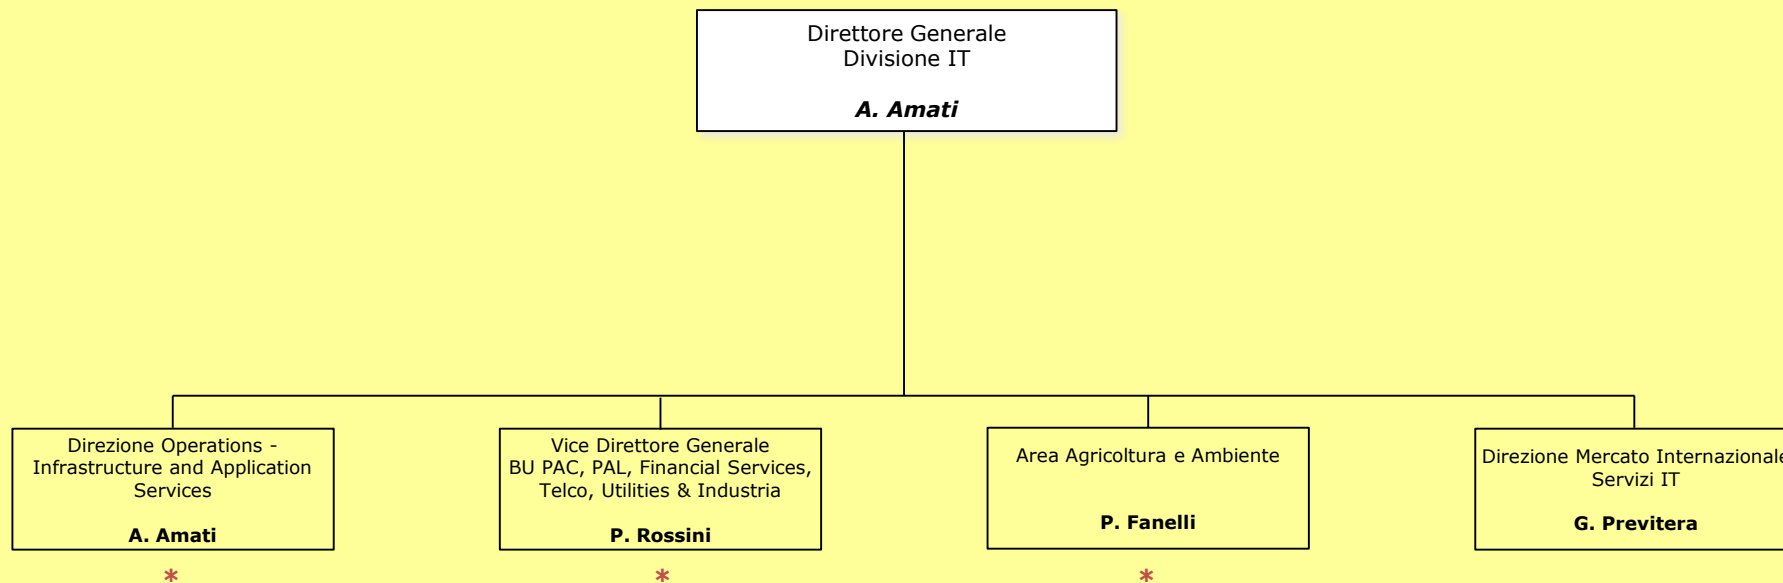 Direttore Generale
Divisione IT
A. Amati
Direzione Operations -
Infrastructure and Application
Services
A. Amati
*
Vice Direttore Generale
BU PAC, PAL, Financial Services,
Telco, Utilities & Industria
P. Rossini
*
Area Agricoltura e Ambiente
P. Fanelli
*
Direzione Mercato Internazionale
Servizi IT
G. Previtera